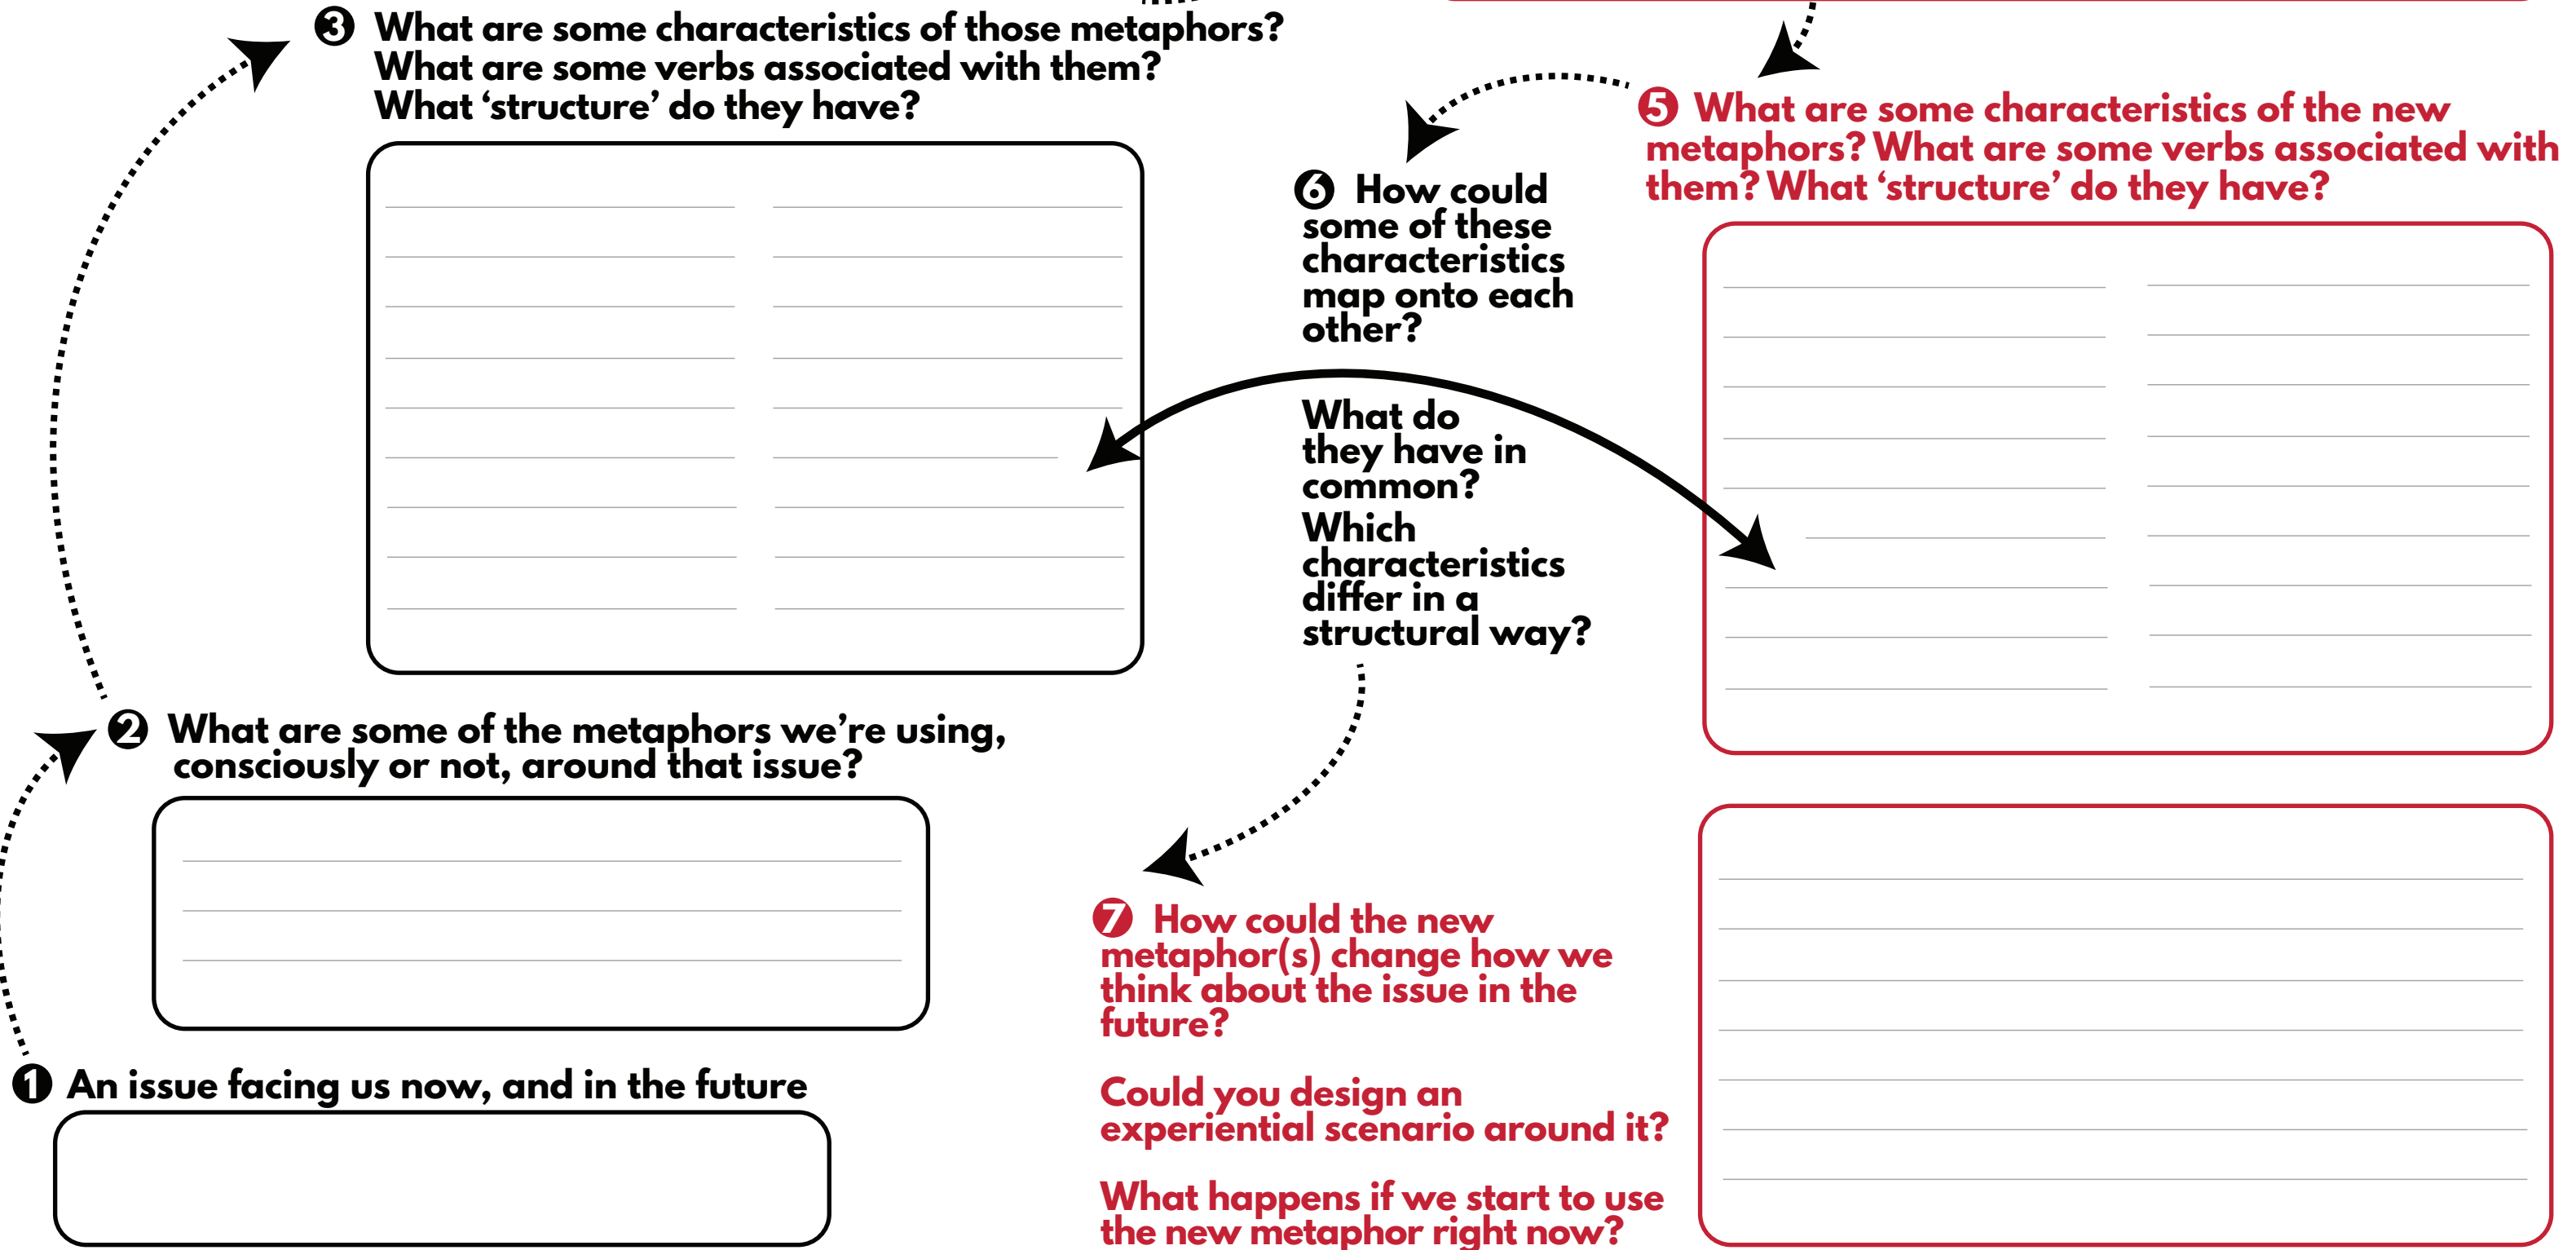 ❸ What are some characteristics of those metaphors?
What are some verbs associated with them?
What ‘structure’ do they have?
❺ What are some characteristics of the new
metaphors? What are some verbs associated with
them? What ‘structure’ do they have?
❻ How could
some of these
characteristics
map onto each
other?
What do
they have in
common?
Which
characteristics
differ in a
structural way?
❷ What are some of the metaphors we’re using,
consciously or not, around that issue?
❶ An issue facing us now, and in the future
❼ How could the new
metaphor(s) change how we
think about the issue in the
future?
Could you design an
experiential scenario around it?
What happens if we start to use
the new metaphor right now?